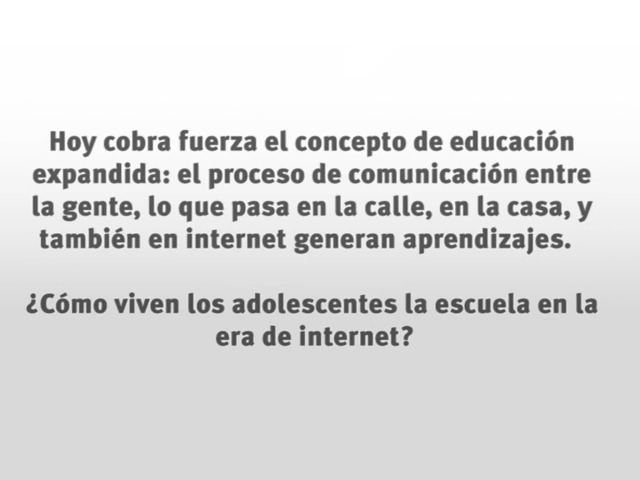 Hoy cobra fuerza el concepto de educación
expandida: el proceso de comunicación entre
la gente, lo que pasa en la calle, en la casa, y
también en internet generan aprendizajes.
¿Cómo viven los adolescentes la escuela en la
era de internet?